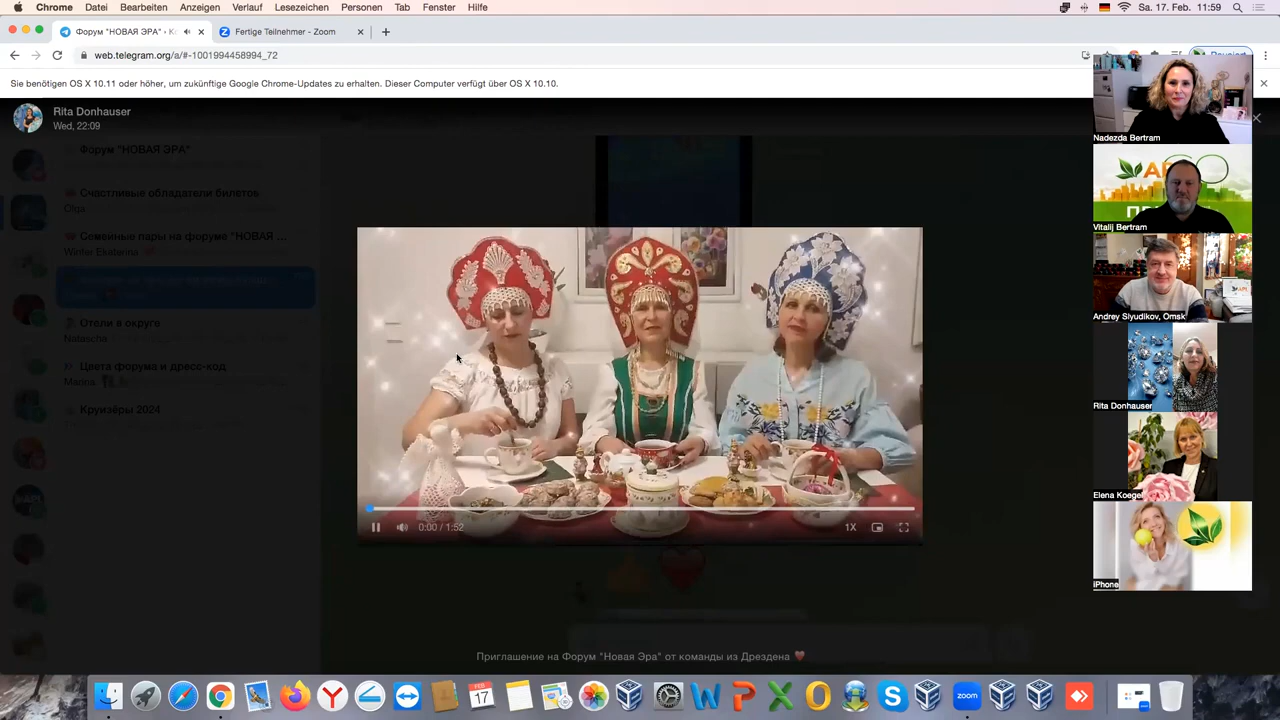 Chrome Datei Bearbeiten Anzeigen Verlauf Lesezeichen Personen Tab Fenster Hilfe Sa. 17. Feb. 11:59
Форум "НОВАЯ ЭРА" Fertige Teilnehmer - Zoom
web.telegram.org/a/#-1001994458994_72
Sie benötigen OS X 10.11 oder höher, um zukünftige Google Chrome-Updates zu erhalten. Dieser Computer verfügt über OS X 10.10.
Rita Donhauser
Wed, 22:09
Форум "НОВАЯ ЭРА"
Счастливые обладатели билетов
Olga
Семейные пары на форуме "НОВАЯ ...
Winter Ekaterina
Отели в округе
Natascha
Цвета форума и дресс-код
Marina
Круизёры 2024
0:00 / 1:52
1X
Приглашение на Форум "Новая Эра" от команды из Дрездена
Nadezda Bertram
Vitalij Bertram
Andrey Slyudikov, Omsk
Rita Donhauser
Elena Koegel
iPhone
FEB
17
zoom